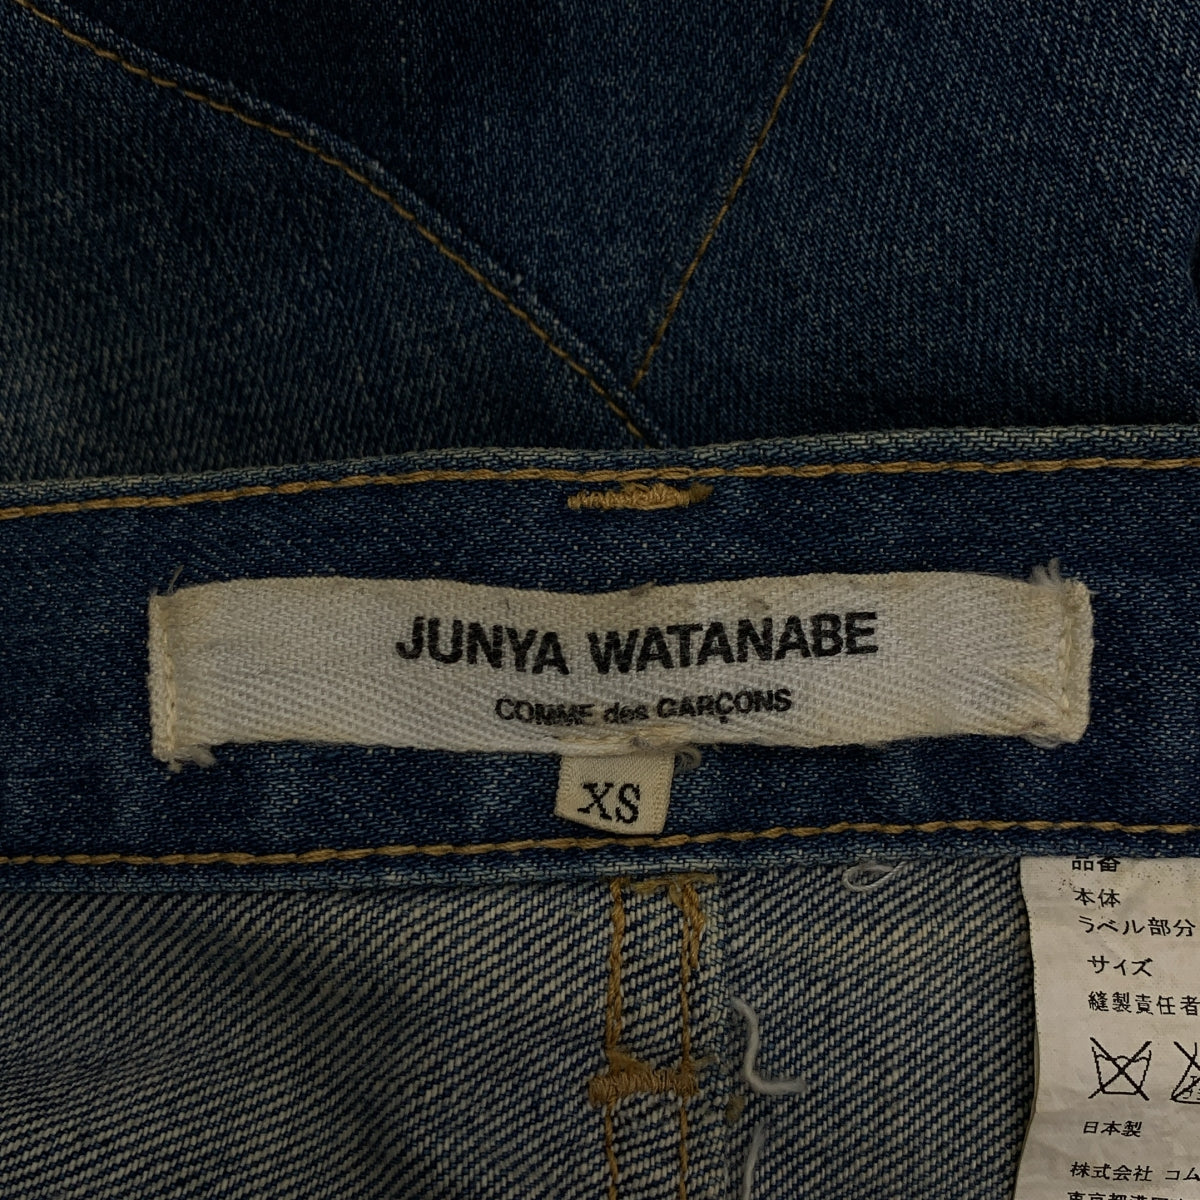 JUNYA WATANABE
COMME des GARÇONS
XS
品番
本体
ラベル部分
サイズ
縫製責任者
日本製
株式会社 コム